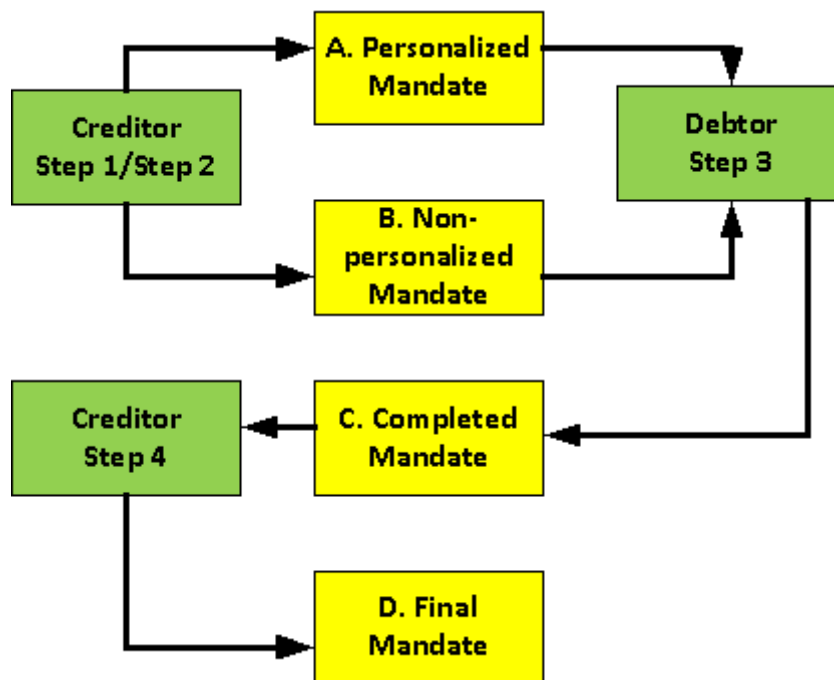 A. Personalized
Mandate
Creditor
Step 1/Step 2
Debtor
Step 3
B. Non-
personalized
Mandate
Creditor
Step 4
C. Completed
Mandate
D. Final
Mandate